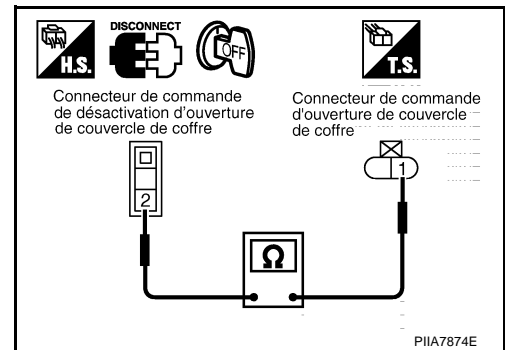 H.S.
DISCONNECT
OFF
T.S.
Connecteur de commande
de désactivation d'ouverture
de couvercle de coffre
Connecteur de commande
d'ouverture de couvercle
de coffre
2
1
Ω
PIIA7874E